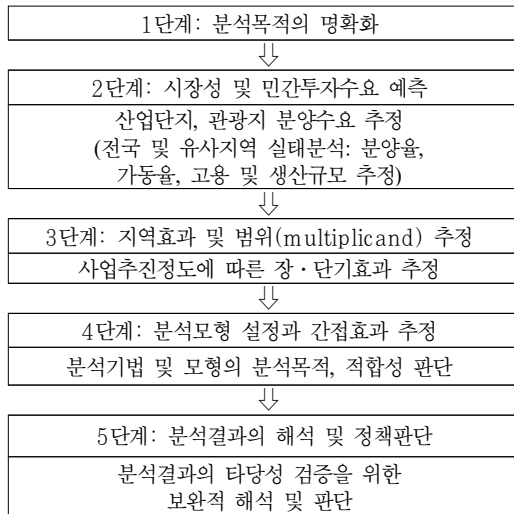 1단계: 분석목적의 명확화
2단계: 시장성 및 민간투자수요 예측
산업단지, 관광지 분양수요 추정
(전국 및 유사지역 실태분석: 분양율,
가동율, 고용 및 생산규모 추정)
3단계: 지역효과 및 범위(multiplicand) 추정
사업추진정도에 따른 장·단기효과 추정
4단계: 분석모형 설정과 간접효과 추정
분석기법 및 모형의 분석목적, 적합성 판단
5단계: 분석결과의 해석 및 정책판단
분석결과의 타당성 검증을 위한
보완적 해석 및 판단